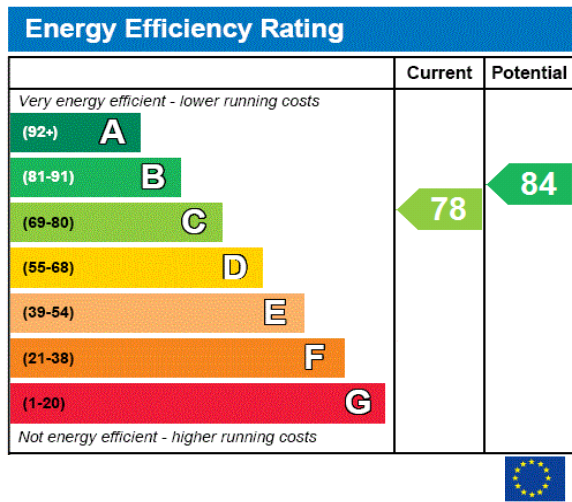 Energy Efficiency Rating
Current Potential
Very energy efficient - lower running costs
(92+) A
(81-91) B
84
(69-80) C
78
(55-68) D
(39-54) E
(21-38) F
(1-20) G
Not energy efficient - higher running costs